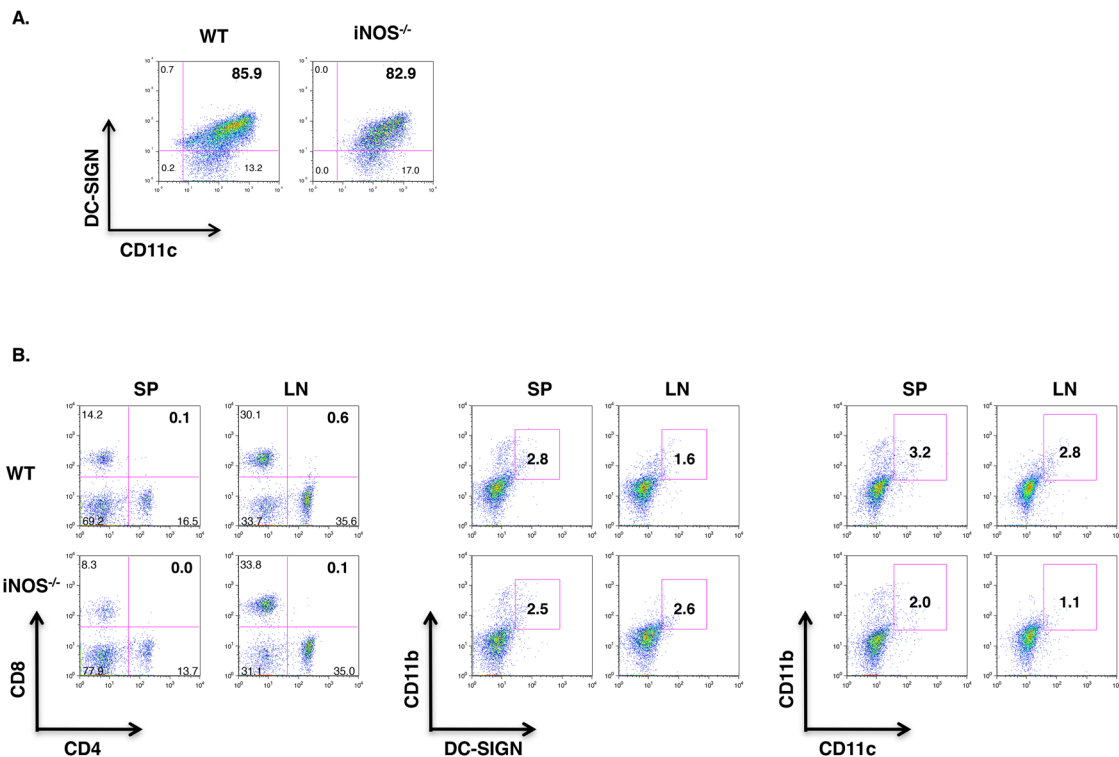 A.
WT
iNOS-/-
0.7
85.9
0.2
13.2
0.0
82.9
0.0
17.0
DC-SIGN
CD11c
B.
SP
LN
SP
LN
SP
LN
WT
14.2
0.1
69.2
16.5
30.1
0.6
33.7
35.6
2.8
1.6
3.2
2.8
iNOS-/-
8.3
0.0
77.9
13.7
33.8
0.1
31.1
35.0
2.5
2.6
2.0
1.1
CD8
CD4
CD11b
DC-SIGN
CD11b
CD11c